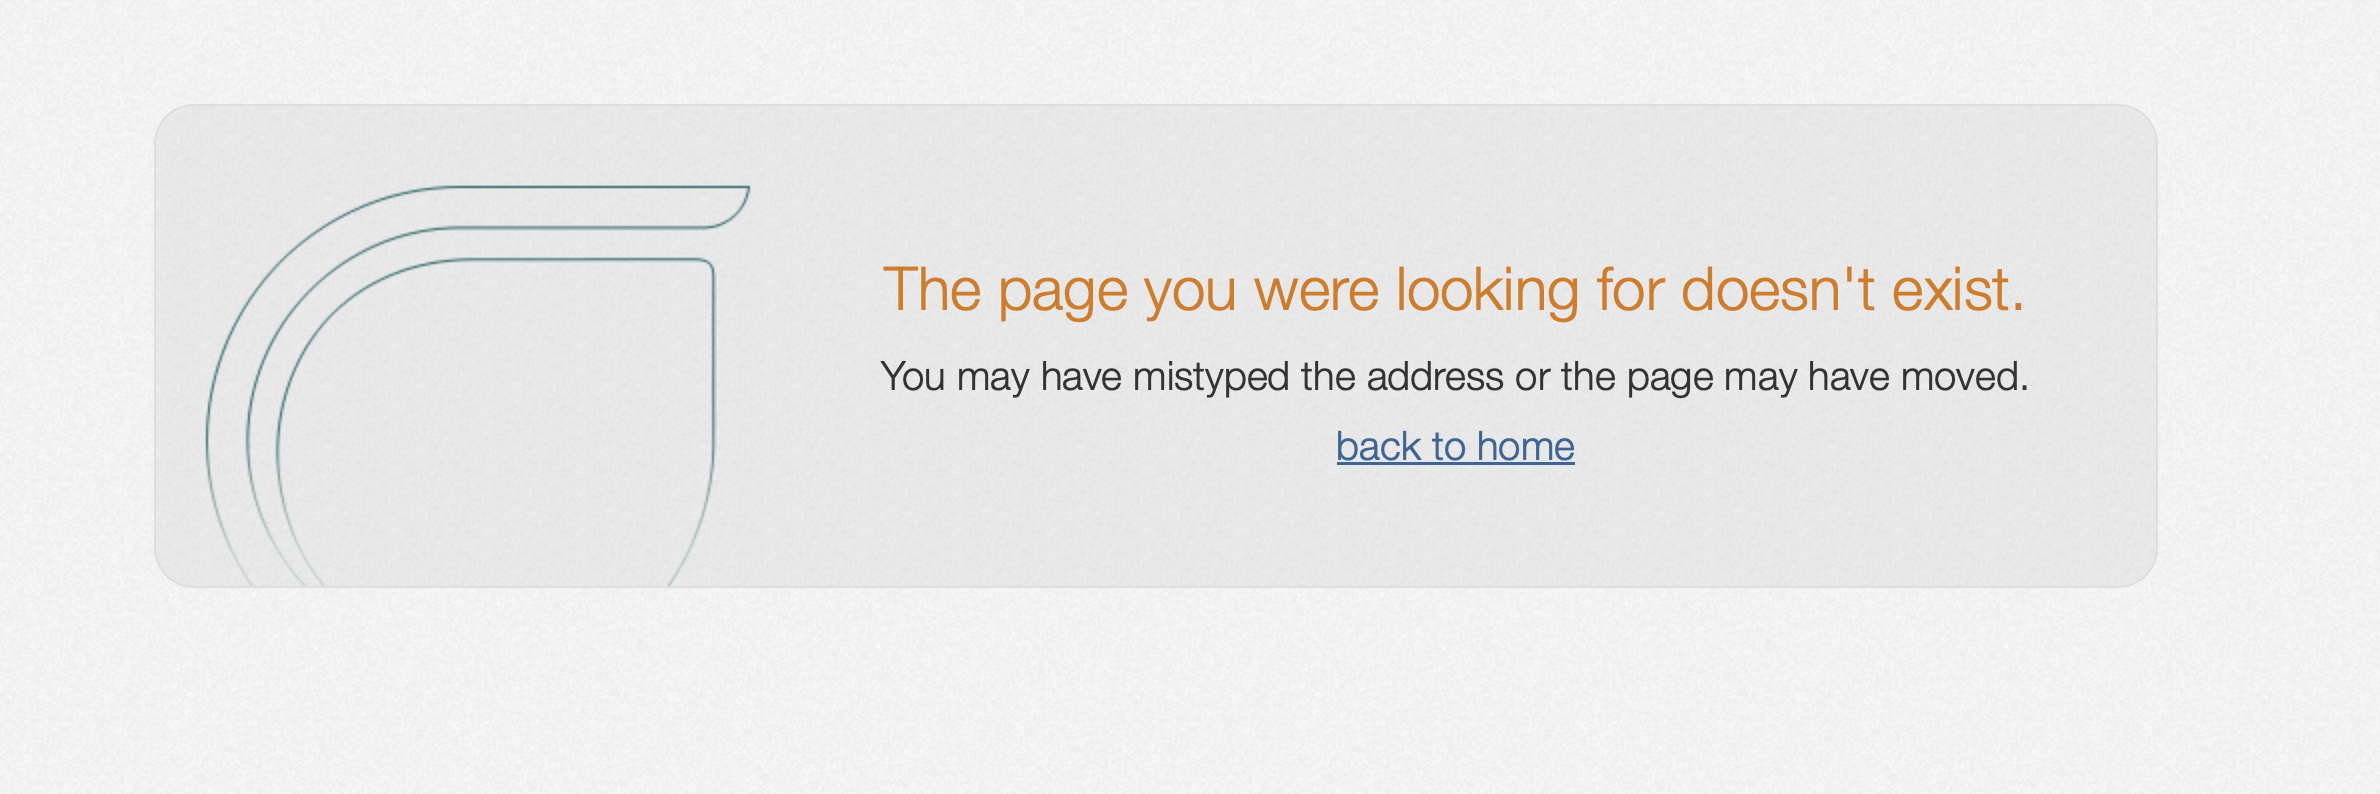 The page you were looking for doesn't exist.
You may have mistyped the address or the page may have moved.
back to home